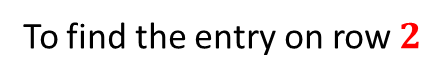 To find the entry on row 2